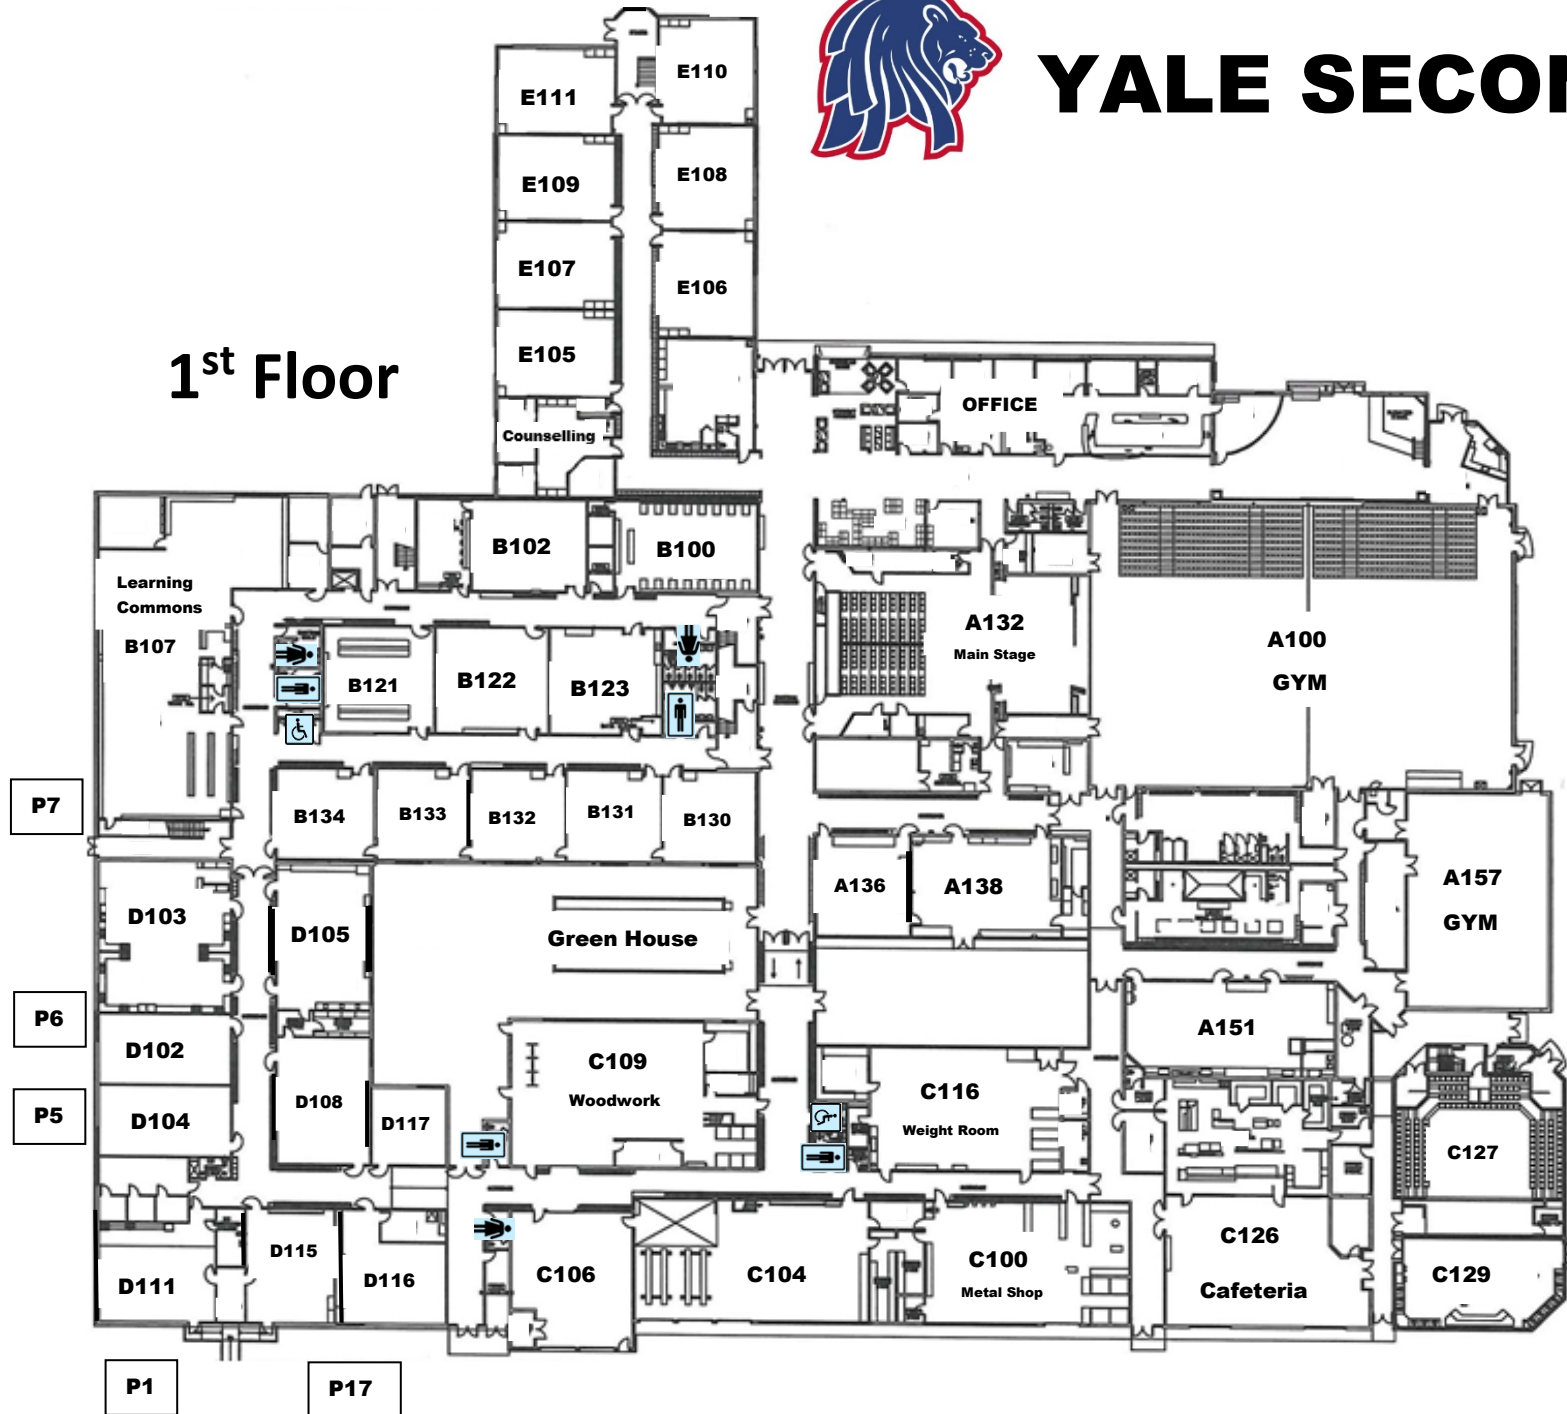 YALE SECON
E110
E111
E108
E109
E107
E106
E105
1st Floor
OFFICE
Counselling
B102
B100
Learning
Commons
B107
A132
Main Stage
A100
GYM
B121
B122
B123
P7
B134
B133
B132
B131
B130
A136
A138
A157
GYM
D103
D105
Green House
P6
D102
A151
C109
Woodwork
C116
Weight Room
P5
D104
D108
D117
C127
D115
D111
D116
C106
C104
C100
Metal Shop
C126
Cafeteria
C129
P1
P17